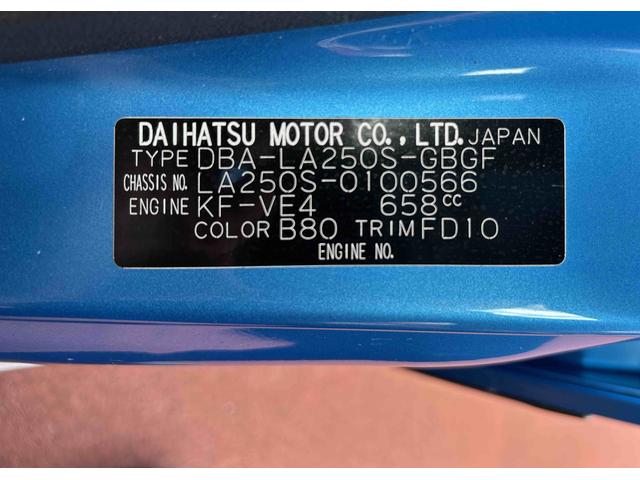 DAIHATSU MOTOR CO.,LTD. JAPAN
TYPE DBA-LA250S-GBGF
CHASSIS NO. LA250S-0100566
ENGINE KF-VE4 658cc
COLOR B80 TRIM FD10
ENGINE NO.